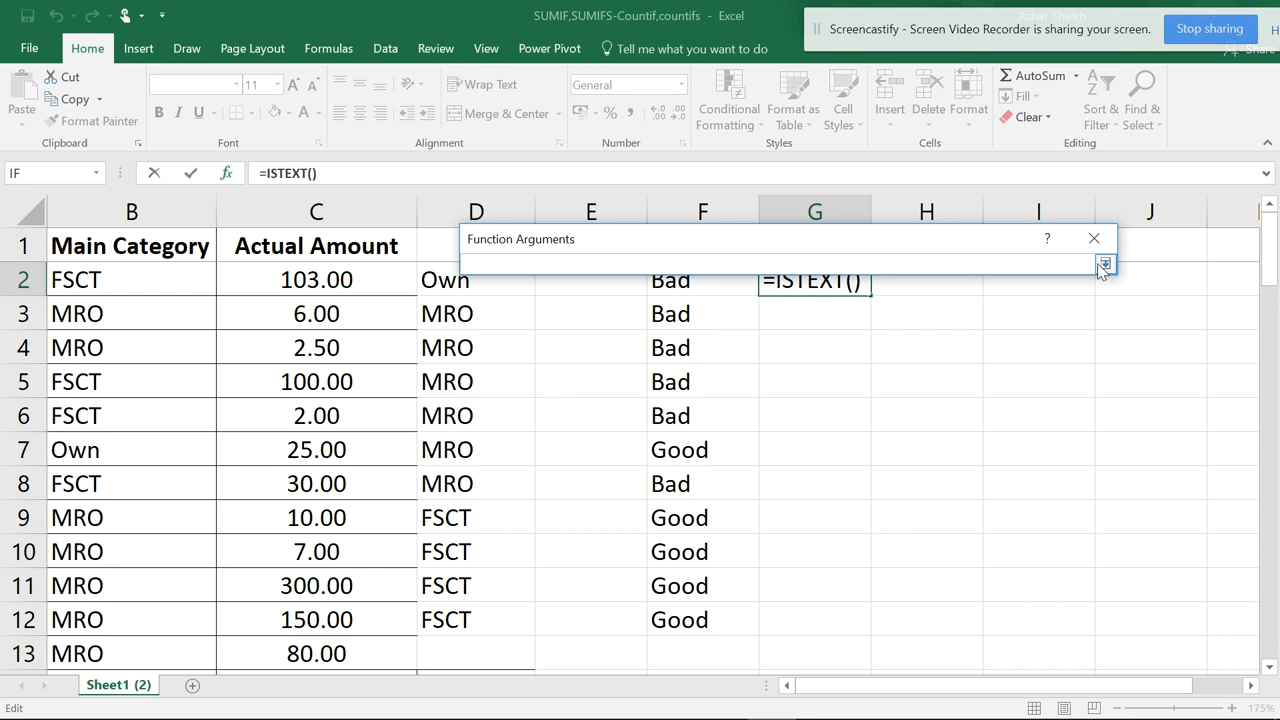 SUMIF,SUMIFS-Countif,countifs - Excel
Screencastify - Screen Video Recorder is sharing your screen. Stop sharing H
File Home Insert Draw Page Layout Formulas Data Review View Power Pivot Tell me what you want to do Share
Paste
Cut
Copy
Format Painter
Clipboard
11
B I U
Font
Wrap Text
Merge & Center
Alignment
General
Number
Conditional Formatting
Format as Table
Cell Styles
Styles
Insert Delete Format
Cells
AutoSum
Fill
Clear
Sort & Filter
Find & Select
Editing
IF fx =ISTEXT()
B C D E F G H I J
Function Arguments ?
1 Main Category Actual Amount
2 FSCT 103.00 Own Bad =ISTEXT()
3 MRO 6.00 MRO Bad
4 MRO 2.50 MRO Bad
5 FSCT 100.00 MRO Bad
6 FSCT 2.00 MRO Bad
7 Own 25.00 MRO Good
8 FSCT 30.00 MRO Bad
9 MRO 10.00 FSCT Good
10 MRO 7.00 FSCT Good
11 MRO 300.00 FSCT Good
12 MRO 150.00 FSCT Good
13 MRO 80.00
Sheet1 (2)
Edit 175%